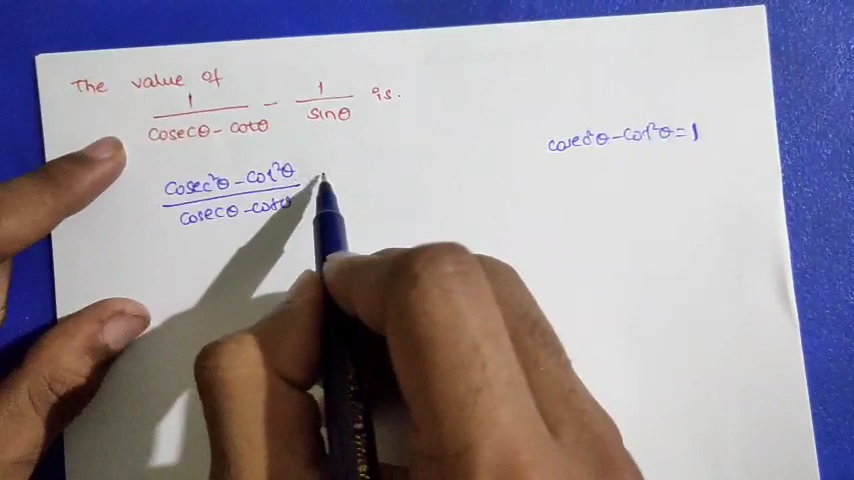 The value of
1/(cosecθ - cotθ) - 1/sinθ is.
cosec²θ - cot²θ = 1
(cosec²θ - cot²θ)/(cosecθ - cotθ)